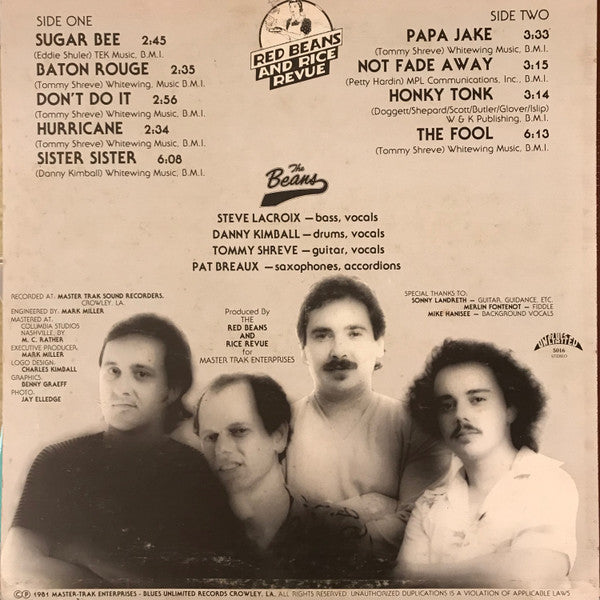 SIDE ONE
SUGAR BEE 2:45
(Eddie Shuler) TEK Music, B.M.I.
BATON ROUGE 2:35
(Tommy Shreve) Whitewing, Music B.M.I.
DON'T DO IT 2:56
(Tommy Shreve) Whitewing Music, B.M.I.
HURRICANE 2:34
(Tommy Shreve) Whitewing Music, B.M.I.
SISTER SISTER 6:08
(Danny Kimball) Whitewing Music, B.M.I.
RED BEANS
AND RICE
REVUE
SIDE TWO
PAPA JAKE 3:33
(Tommy Shreve) Whitewing Music, B.M.I.
NOT FADE AWAY 3:15
(Petty Hardin) MPL Communications, Inc., B.M.I.
HONKY TONK 3:14
(Doggett/Shepard/Scott/Butler/Glover/Islip)
W & K Publishing, B.M.I.
THE FOOL 6:13
(Tommy Shreve) Whitewing Music, B.M.I.
The
Beans
STEVE LACROIX — bass, vocals
DANNY KIMBALL — drums, vocals
TOMMY SHREVE — guitar, vocals
PAT BREAUX — saxophones, accordions
RECORDED AT: MASTER TRAK SOUND RECORDERS,
CROWLEY, LA.
ENGINEERED BY: MARK MILLER
MASTERED AT:
COLUMBIA STUDIOS
NASHVILLE, BY
M. C. RATHER
EXECUTIVE PRODUCER:
MARK MILLER
LOGO DESIGN:
CHARLES KIMBALL
GRAPHICS:
BENNY GRAEFF
PHOTO:
JAY ELLEDGE
Produced By
THE
RED BEANS
AND
RICE REVUE
for
MASTER TRAK ENTERPRISES
SPECIAL THANKS TO:
SONNY LANDRETH — GUITAR, GUIDANCE, ETC.
MERLIN FONTENOT — FIDDLE
MIKE HANISEE — BACKGROUND VOCALS
BLUES
UNLIMITED
5016
STEREO
©℗ 1981 MASTER-TRAK ENTERPRISES - BLUES UNLIMITED RECORDS CROWLEY, LA. ALL RIGHTS RESERVED. UNAUTHORIZED DUPLICATIONS IS A VIOLATION OF APPLICABLE LAWS